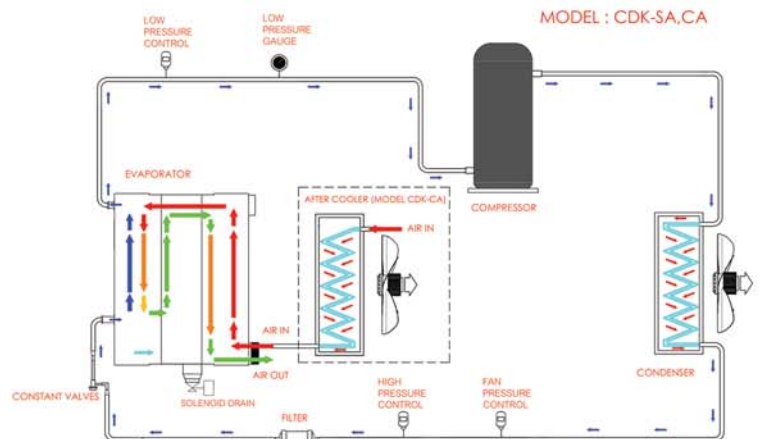 MODEL : CDK-SA,CA
LOW
PRESSURE
CONTROL
LOW
PRESSURE
GAUGE
EVAPORATOR
AFTER COOLER (MODEL CDK-CA)
AIR IN
COMPRESSOR
AIR IN
AIR OUT
CONDENSER
CONSTANT VALVES
SOLENOID DRAIN
FILTER
HIGH
PRESSURE
CONTROL
FAN
PRESSURE
CONTROL